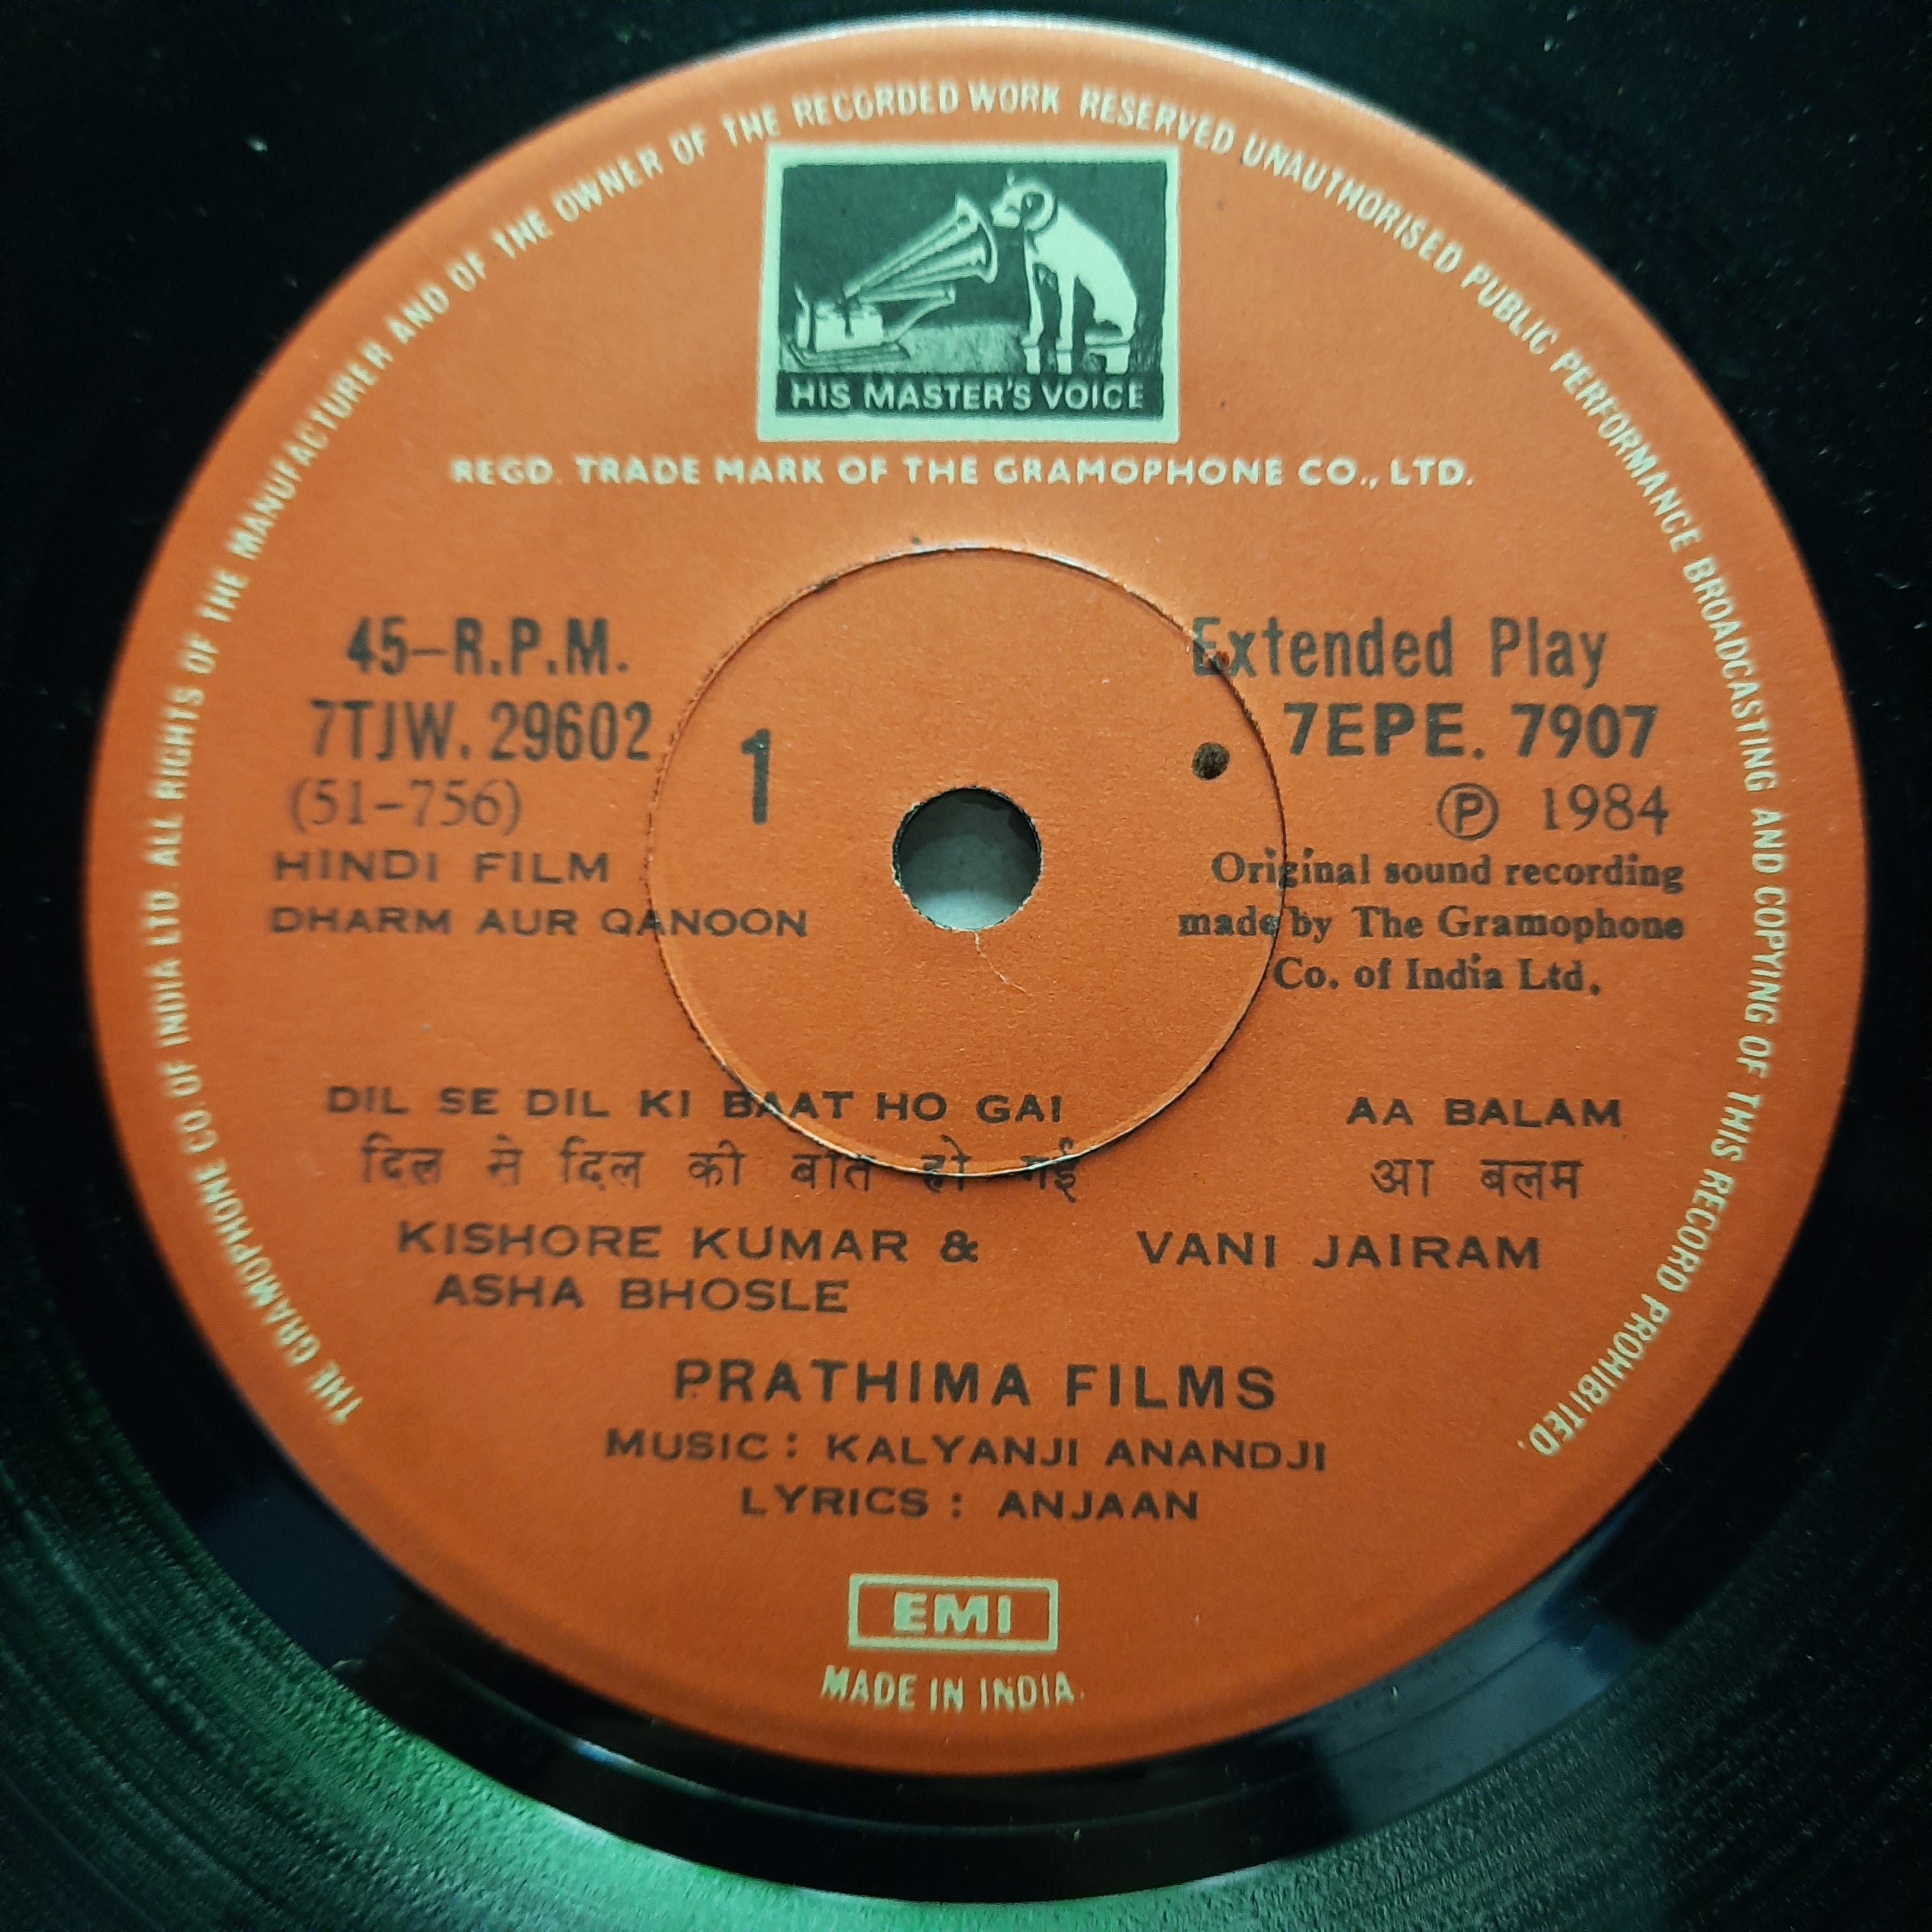 THE GRAMOPHONE CO. OF INDIA LTD ALL RIGHTS OF THE MANUFACTURER AND OF THE OWNER OF THE RECORDED WORK RESERVED UNAUTHORISED PUBLIC PERFORMANCE BROADCASTING AND COPYING OF THIS RECORD PROHIBITED.
HIS MASTER'S VOICE
REGD. TRADE MARK OF THE GRAMOPHONE CO., LTD.
45-R.P.M.
7TJW. 29602
(51-756)
HINDI FILM
DHARM AUR QANOON
1
Extended Play
7EPE. 7907
Ⓟ 1984
Original sound recording
made by The Gramophone
Co. of India Ltd.
DIL SE DIL KI BAAT HO GAI
दिल से दिल की बात हो गई
KISHORE KUMAR &
ASHA BHOSLE
AA BALAM
आ बलम
VANI JAIRAM
PRATHIMA FILMS
MUSIC : KALYANJI ANANDJI
LYRICS : ANJAAN
EMI
MADE IN INDIA.